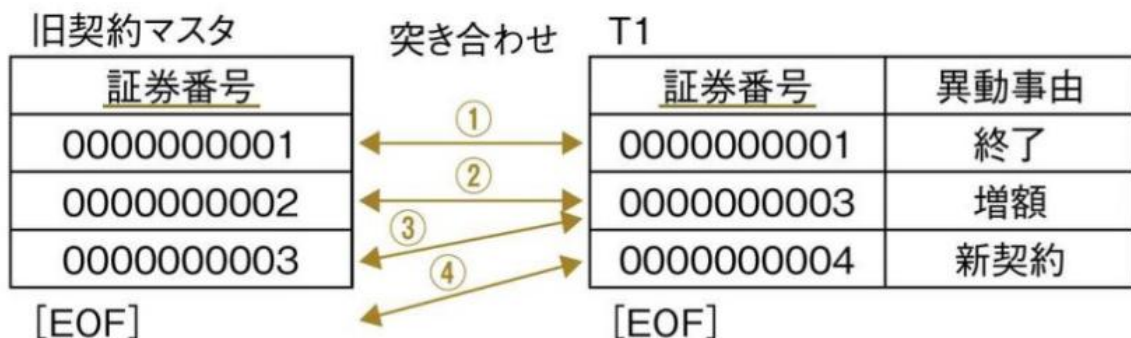 旧契約マスタ 突き合わせ T1
証券番号 証券番号 異動事由
0000000001 ① 0000000001 終了
0000000002 ② 0000000003 増額
0000000003 ③ 0000000004 新契約
④
[EOF] [EOF]